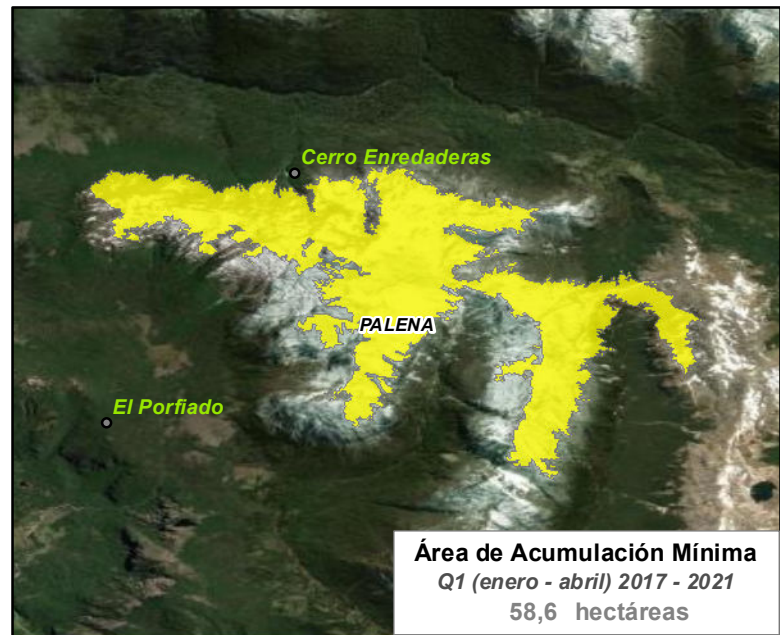 Cerro Enredaderas
PALENA
El Porfiado
Área de Acumulación Mínima
Q1 (enero - abril) 2017 - 2021
58,6 hectáreas